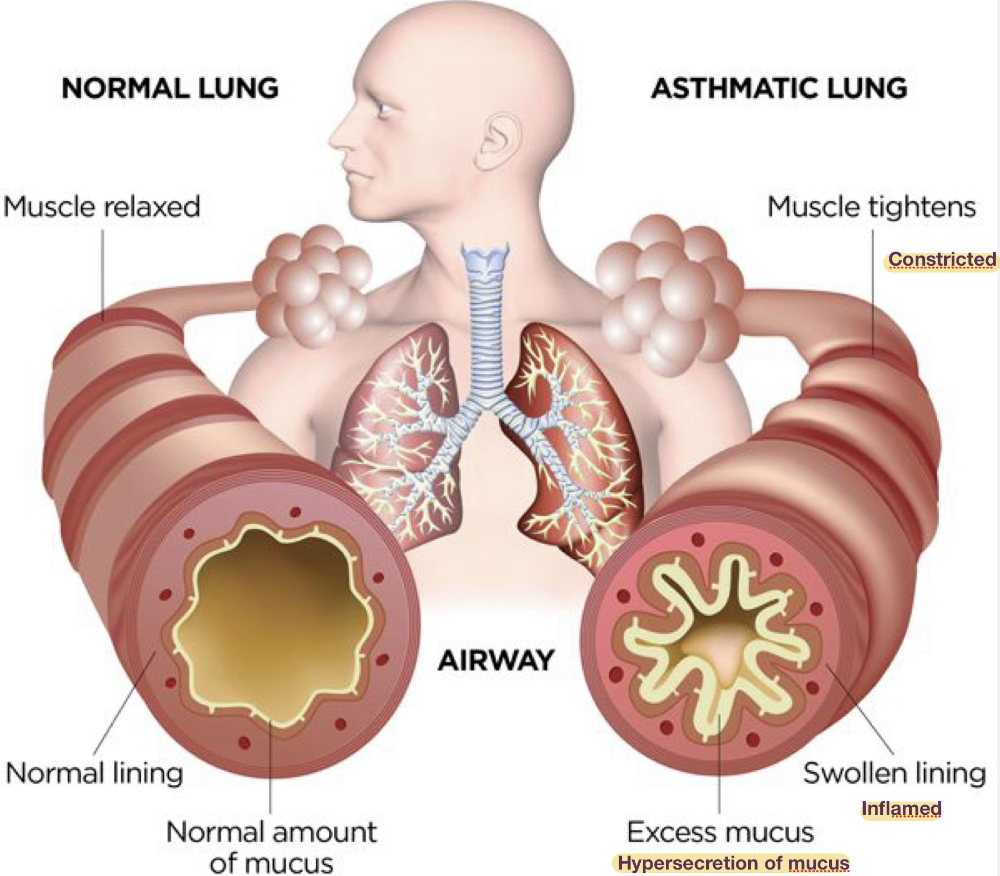 NORMAL LUNG
ASTHMATIC LUNG
Muscle relaxed
Muscle tightens
Constricted
AIRWAY
Normal lining
Swollen lining
Inflamed
Normal amount
of mucus
Excess mucus
Hypersecretion of mucus